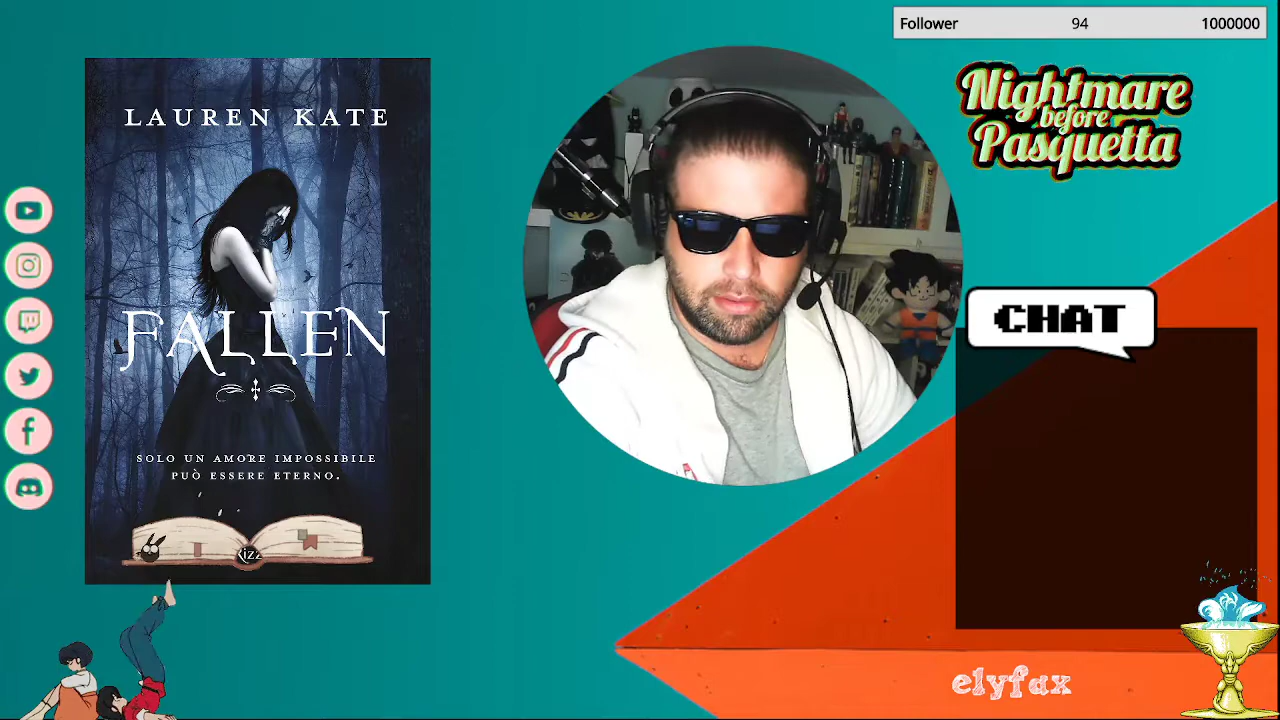 Follower 94 1000000
LAUREN KATE
FALLEN
SOLO UN AMORE IMPOSSIBILE
PUÒ ESSERE ETERNO.
Nightmare
before
Pasquetta
CHAT
elyfax